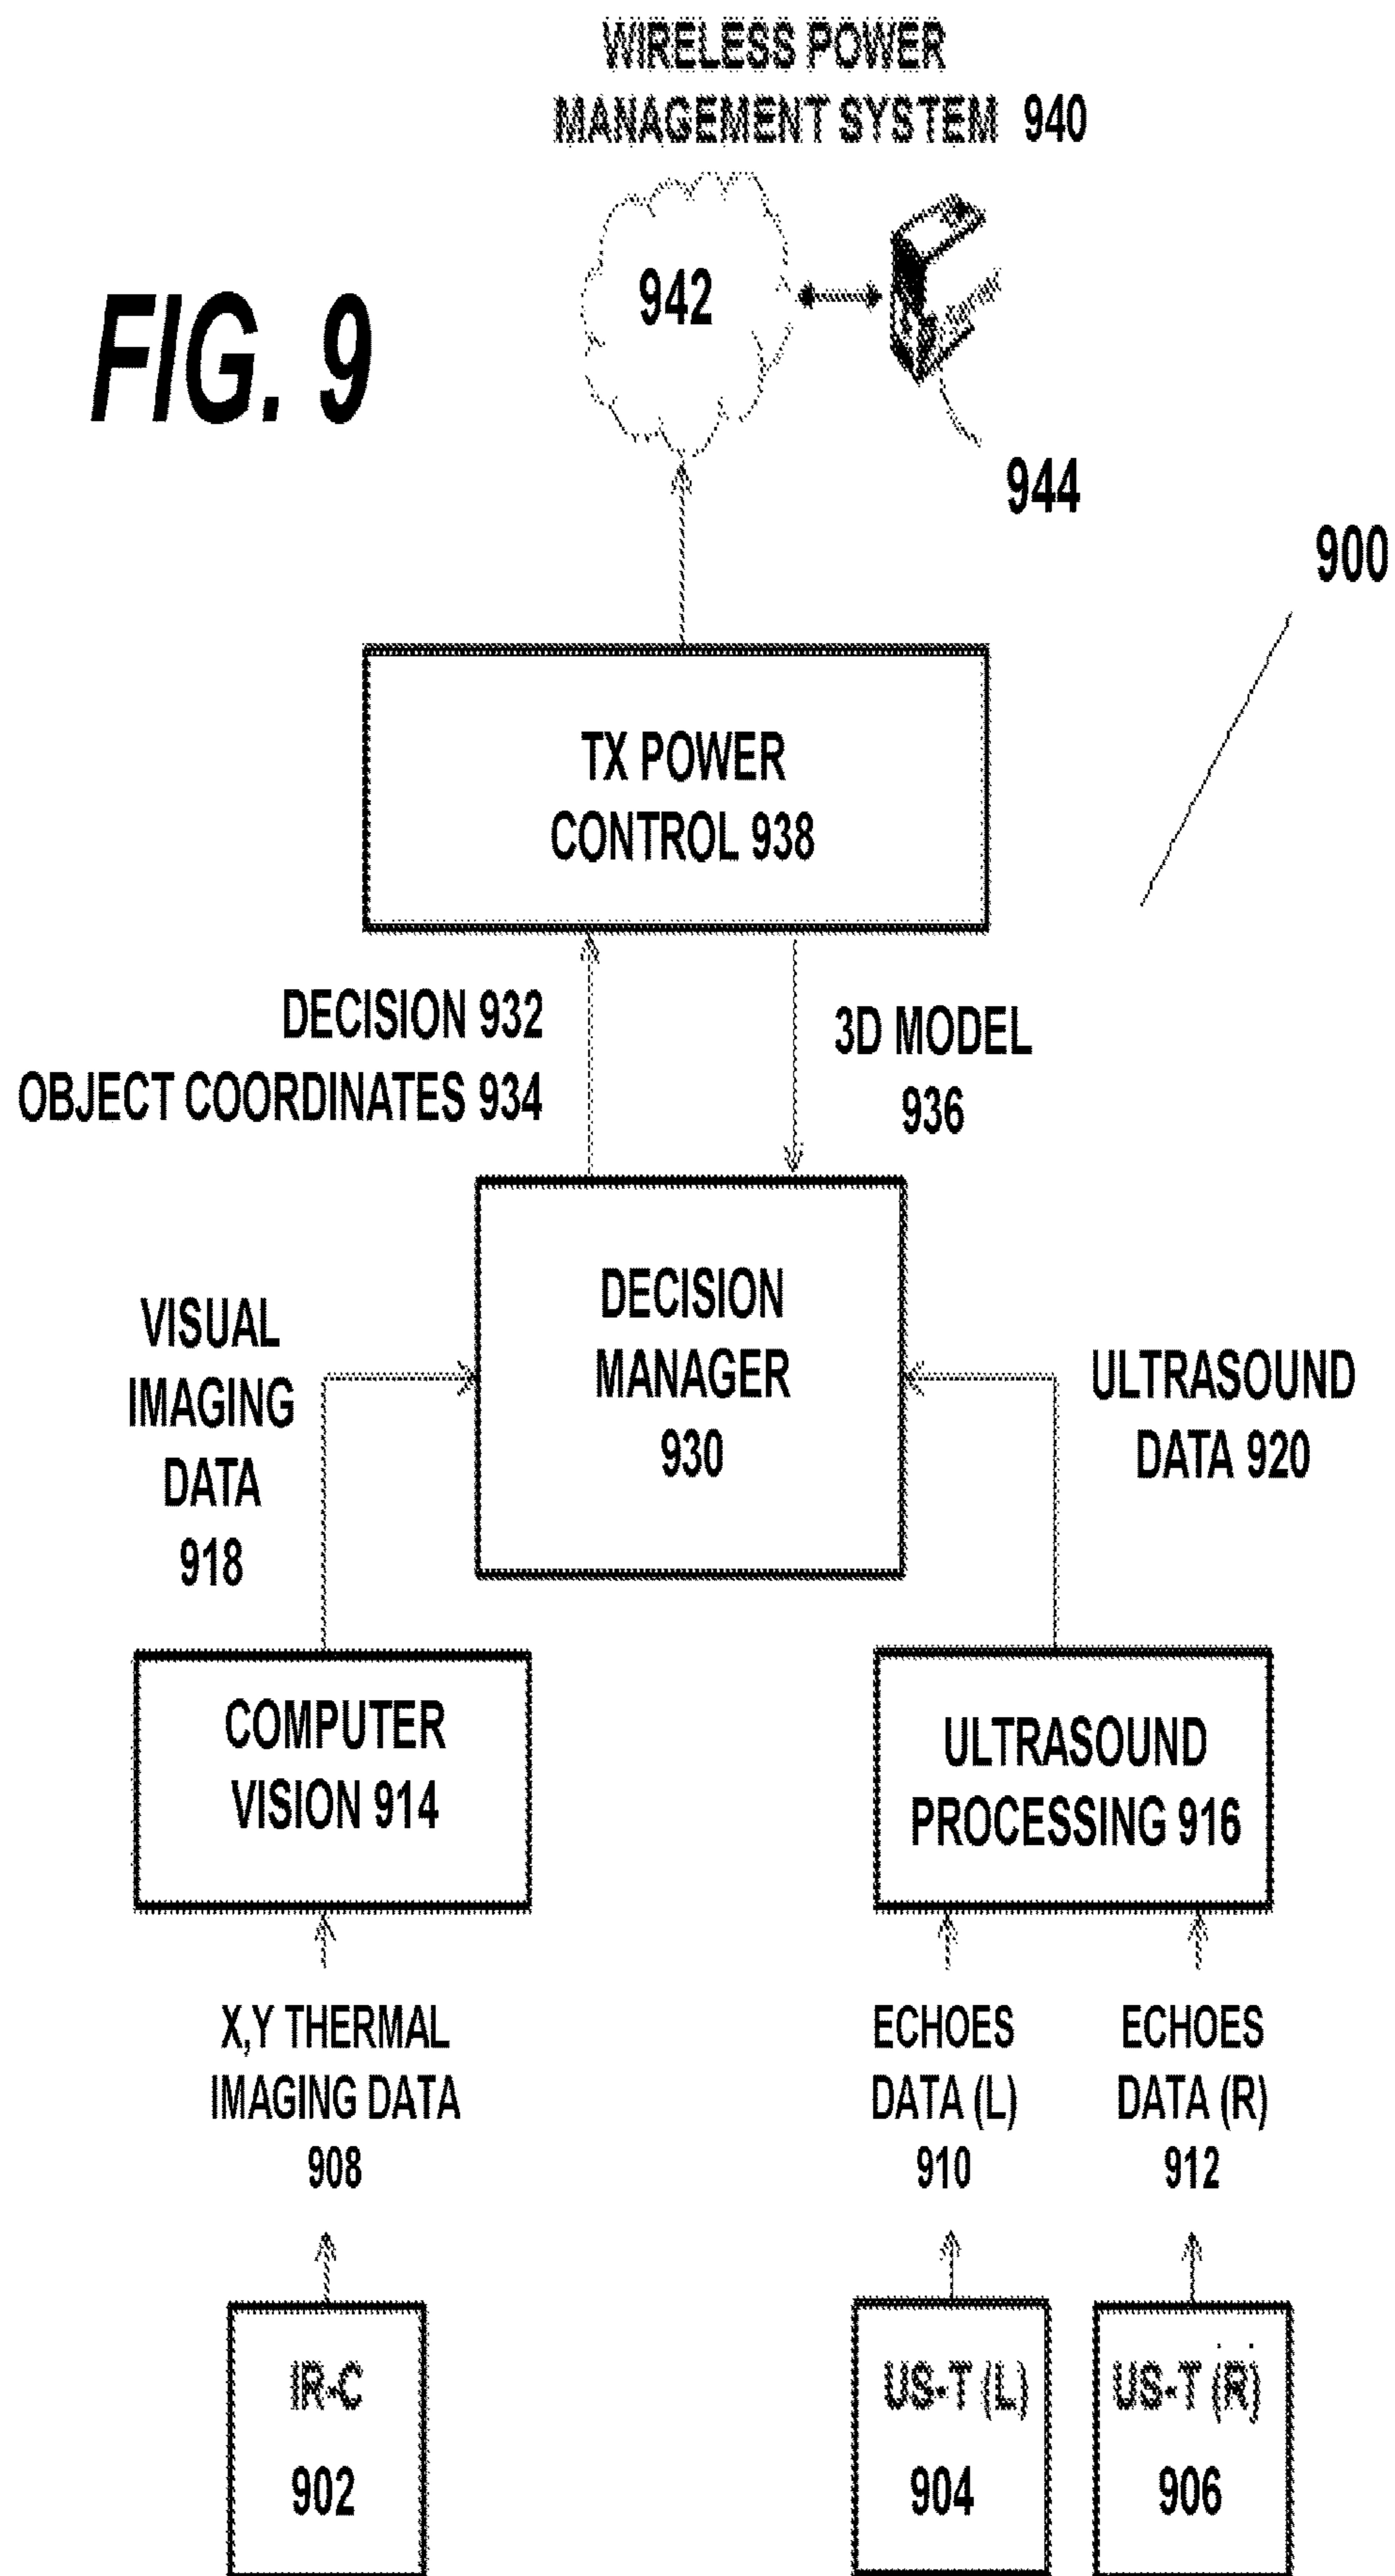 WIRELESS POWER
MANAGEMENT SYSTEM 940
942
FIG. 9
944
900
TX POWER
CONTROL 938
DECISION 932
OBJECT COORDINATES 934
3D MODEL
936
DECISION
MANAGER
930
VISUAL
IMAGING
DATA
918
ULTRASOUND
DATA 920
COMPUTER
VISION 914
ULTRASOUND
PROCESSING 916
X,Y THERMAL
IMAGING DATA
908
ECHOES
DATA (L)
910
ECHOES
DATA (R)
912
IR-C
902
US-T (L)
904
US-T (R)
906